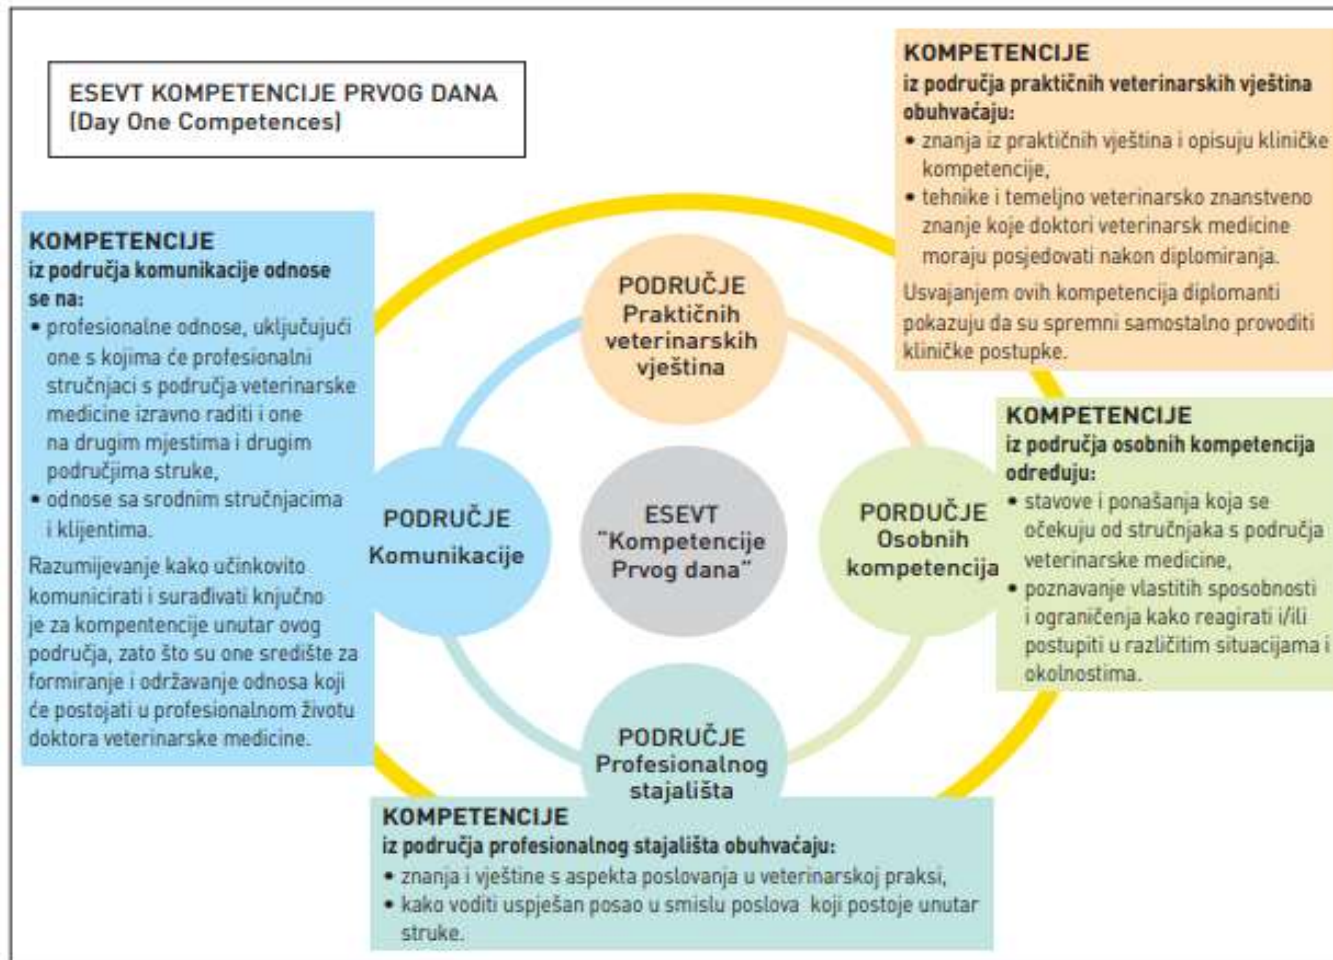 ESEVT KOMPETENCIJE PRVOG DANA
(Day One Competences)
KOMPETENCIJE
iz područja praktičnih veterinarskih vještina
obuhvaćaju:
• znanja iz praktičnih vještina i opisuju kliničke
kompetencije,
• tehnike i temeljno veterinarsko znanstveno
znanje koje doktori veterinarsk medicine
moraju posjedovati nakon diplomiranja.
Usvajanjem ovih kompetencija diplomanti
pokazuju da su spremni samostalno provoditi
kliničke postupke.
KOMPETENCIJE
iz područja komunikacije odnose
se na:
• profesionalne odnose, uključujući
one s kojima će profesionalni
stručnjaci s područja veterinarske
medicine izravno raditi i one
na drugim mjestima i drugim
područjima struke,
• odnose sa srodnim stručnjacima
i klijentima.
Razumijevanje kako učinkovito
komunicirati i surađivati knjučno
je za kompentencije unutar ovog
područja, zato što su one središte za
formiranje i održavanje odnosa koji
će postojati u profesionalnom životu
doktora veterinarske medicine.
PODRUČJE
Praktičnih
veterinarskih
vještina
PODRUČJE
Komunikacije
ESEVT
"Kompetencije
Prvog dana"
PORDUČJE
Osobnih
kompetencija
KOMPETENCIJE
iz područja osobnih kompetencija
određuju:
• stavove i ponašanja koja se
očekuju od stručnjaka s područja
veterinarske medicine,
• poznavanje vlastitih sposobnosti
i ograničenja kako reagirati i/ili
postupiti u različitim situacijama i
okolnostima.
PODRUČJE
Profesionalnog
stajališta
KOMPETENCIJE
iz područja profesionalnog stajališta obuhvaćaju:
• znanja i vještine s aspekta poslovanja u veterinarskoj praksi,
• kako voditi uspješan posao u smislu poslova koji postoje unutar
struke.